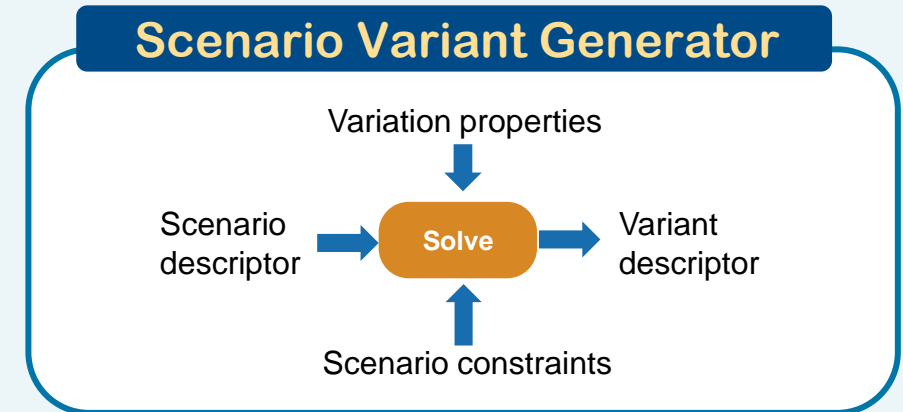 Scenario Variant Generator
Variation properties
Scenario
descriptor
Solve
Variant
descriptor
Scenario constraints